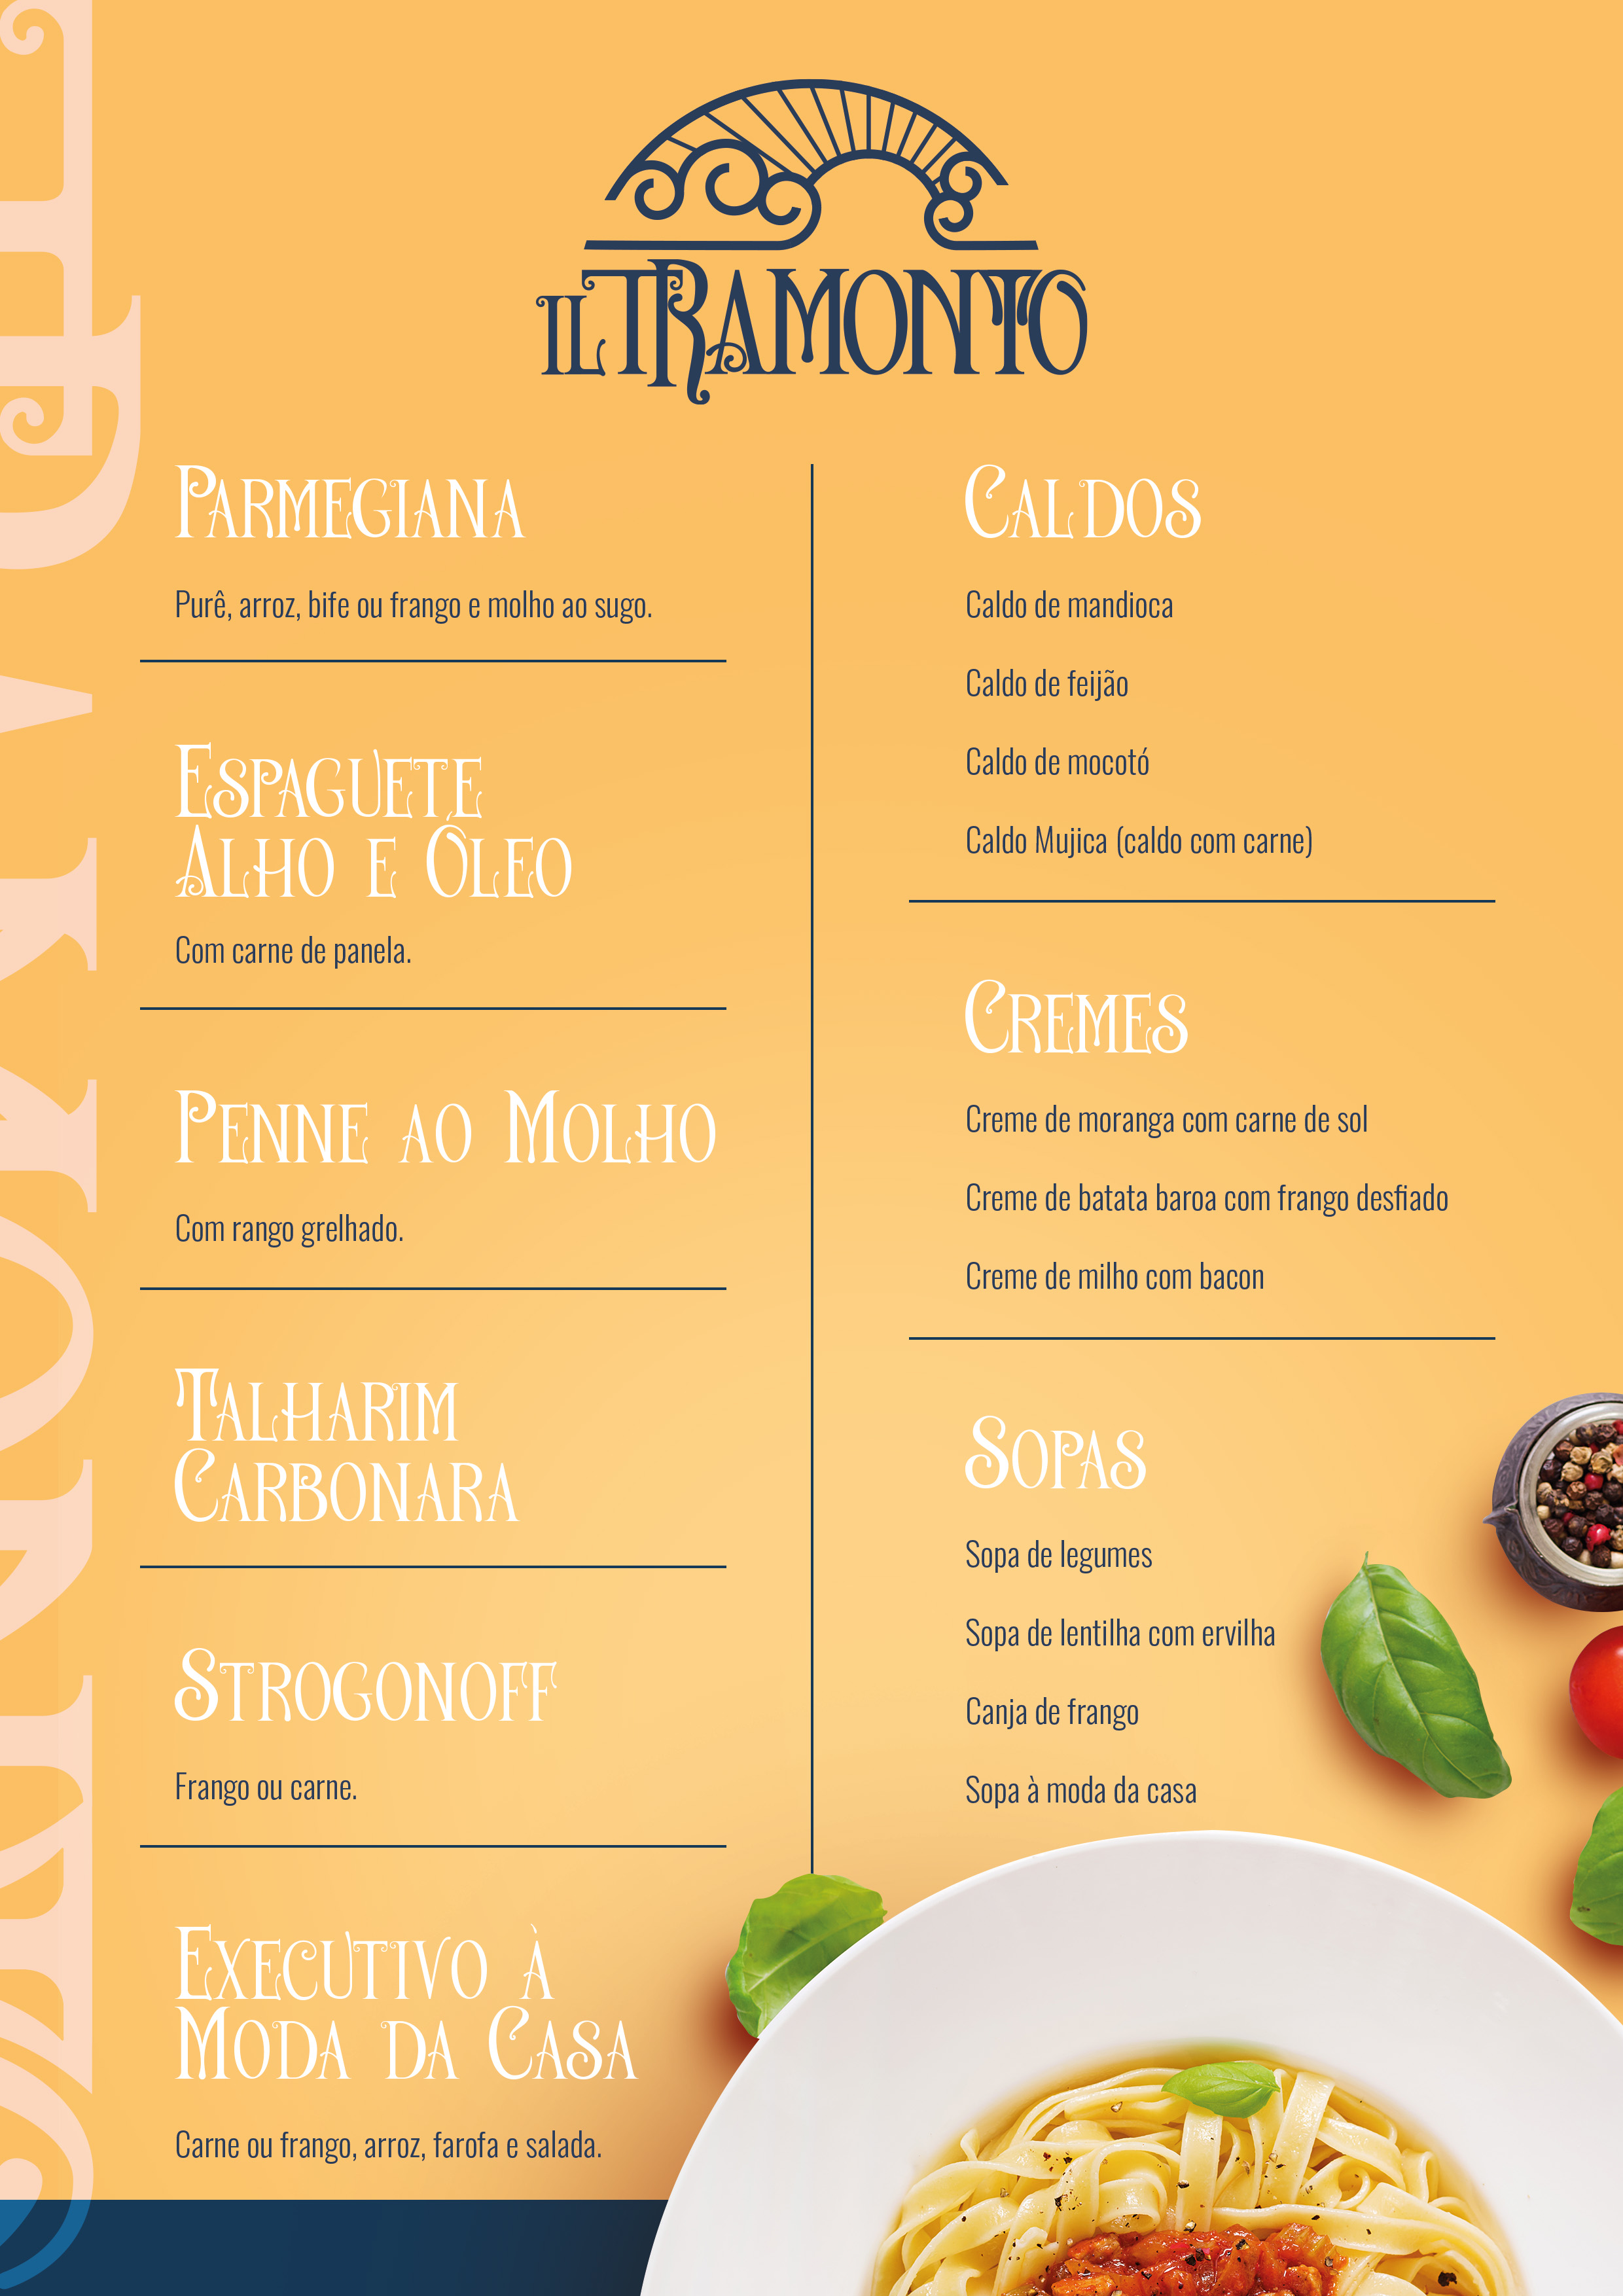 IL TRAMONTO
PARMEGIANA
Purê, arroz, bife ou frango e molho ao sugo.
ESPAGUETE
ALHO E ÓLEO
Com carne de panela.
PENNE AO MOLHO
Com rango grelhado.
TALHARIM
CARBONARA
STROGONOFF
Frango ou carne.
EXECUTIVO À
MODA DA CASA
Carne ou frango, arroz, farofa e salada.
CALDOS
Caldo de mandioca
Caldo de feijão
Caldo de mocotó
Caldo Mujica (caldo com carne)
CREMES
Creme de moranga com carne de sol
Creme de batata baroa com frango desfiado
Creme de milho com bacon
SOPAS
Sopa de legumes
Sopa de lentilha com ervilha
Canja de frango
Sopa à moda da casa